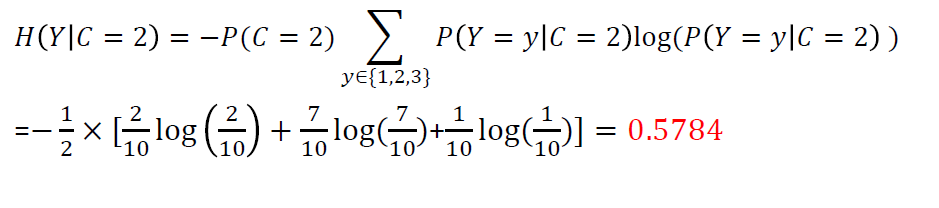 H(Y|C = 2) = −P(C = 2) ∑ P(Y = y|C = 2)log(P(Y = y|C = 2) )
y∈{1,2,3}
=− 1/2 × [2/10 log (2/10) + 7/10 log(7/10)+ 1/10 log(1/10)] = 0.5784